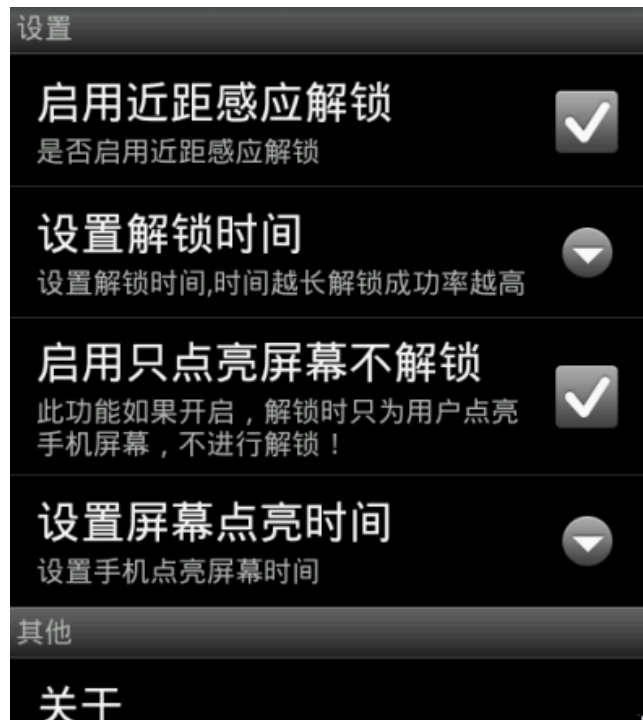 设置
启用近距感应解锁
是否启用近距感应解锁
设置解锁时间
设置解锁时间,时间越长解锁成功率越高
启用只点亮屏幕不解锁
此功能如果开启，解锁时只为用户点亮
手机屏幕，不进行解锁！
设置屏幕点亮时间
设置手机点亮屏幕时间
其他
关于